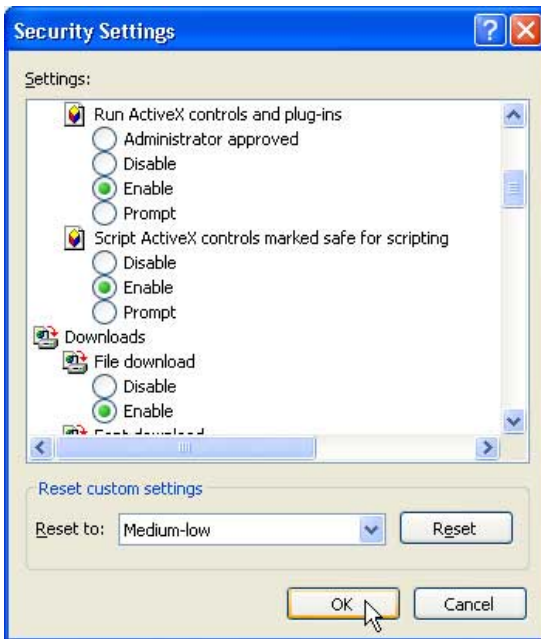 Security Settings
Settings:
Run ActiveX controls and plug-ins
Administrator approved
Disable
Enable
Prompt
Script ActiveX controls marked safe for scripting
Disable
Enable
Prompt
Downloads
File download
Disable
Enable
Font download
Reset custom settings
Reset to: Medium-low Reset
OK Cancel